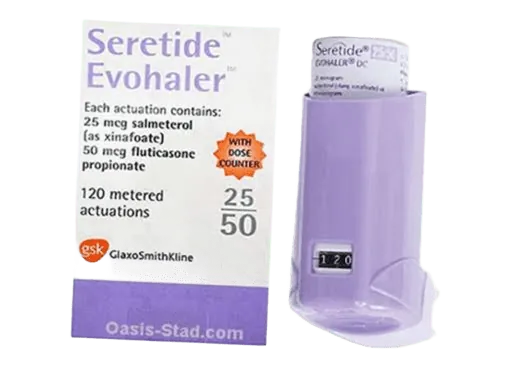 Seretide™
Evohaler™
Each actuation contains:
25 mcg salmeterol
(as xinafoate)
50 mcg fluticasone
propionate
WITH
DOSE
COUNTER
120 metered
actuations
25
50
gsk GlaxoSmithKline
Oasis-Stad.com
Seretide®
EVOHALER® DC
120